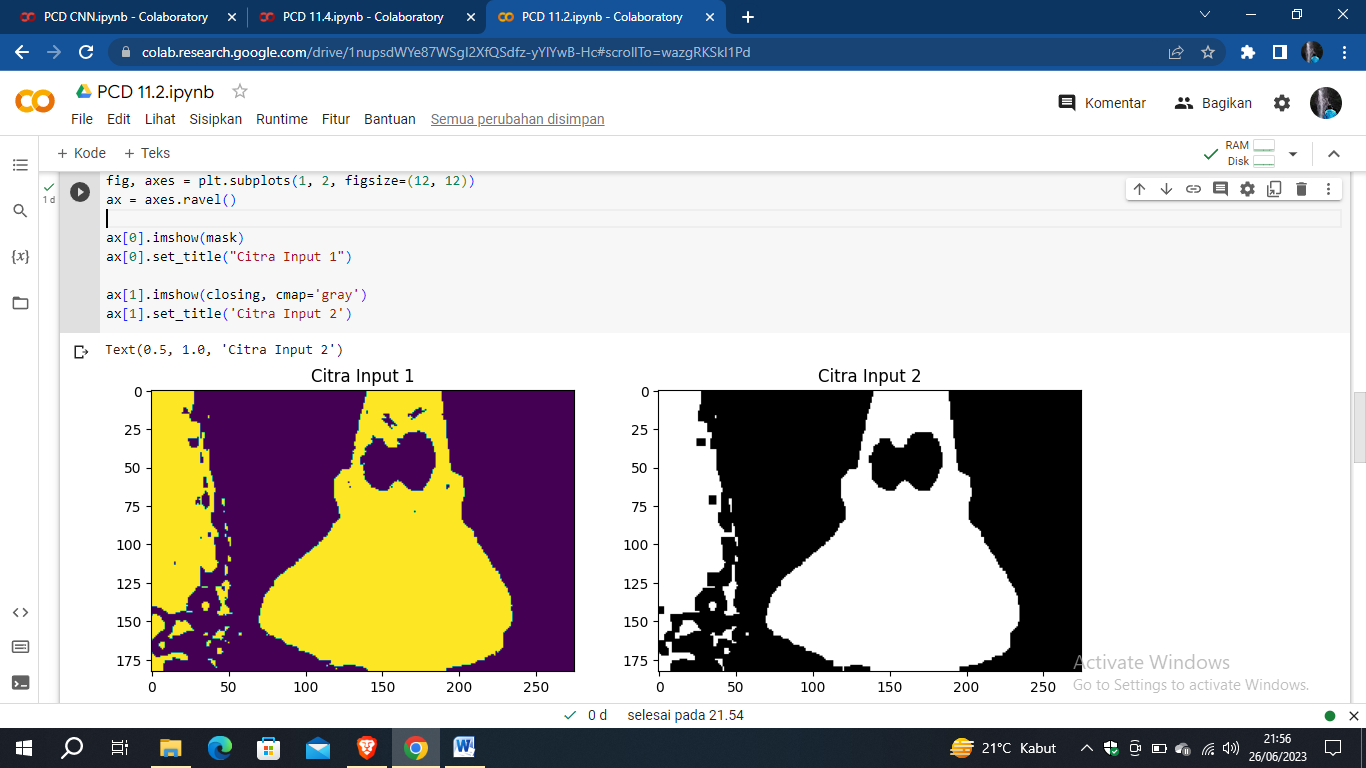 PCD CNN.ipynb - Colaboratory
PCD 11.4.ipynb - Colaboratory
PCD 11.2.ipynb - Colaboratory
colab.research.google.com/drive/1nupsdWYe87WSgl2XfQSdfz-yYlYwB-Hc#scrollTo=wazgRKSkI1Pd
PCD 11.2.ipynb
File Edit Lihat Sisipkan Runtime Fitur Bantuan Semua perubahan disimpan
Komentar
Bagikan
+ Kode + Teks
RAM
Disk
1 d
fig, axes = plt.subplots(1, 2, figsize=(12, 12))
ax = axes.ravel()
ax[0].imshow(mask)
ax[0].set_title("Citra Input 1")
ax[1].imshow(closing, cmap='gray')
ax[1].set_title('Citra Input 2')
{x}
Text(0.5, 1.0, 'Citra Input 2')
Citra Input 1
0
25
50
75
100
125
150
175
0 50 100 150 200 250
Citra Input 2
0
25
50
75
100
125
150
175
0 50 100 150 200 250
Activate Windows
Go to Settings to activate Windows.
0 d selesai pada 21.54
21°C Kabut
21:56
26/06/2023